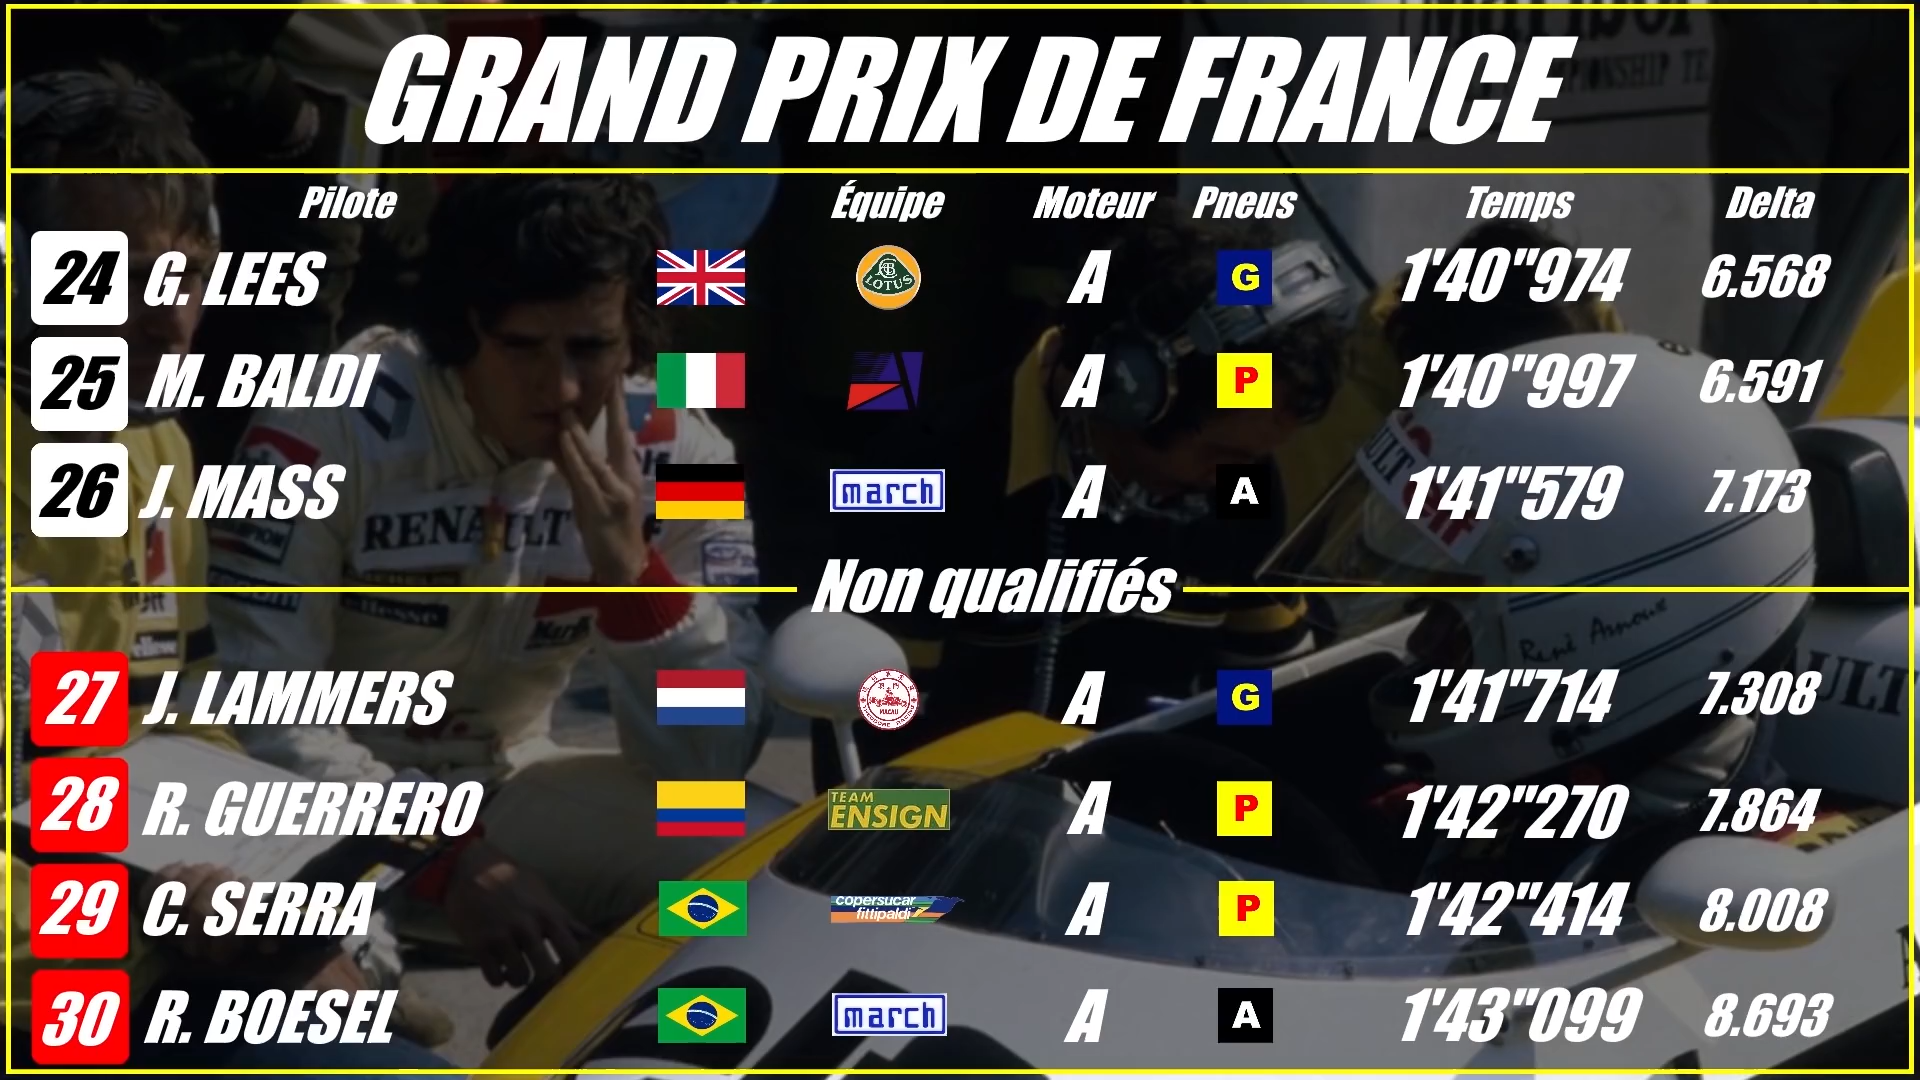 GRAND PRIX DE FRANCE
Pilote Équipe Moteur Pneus Temps Delta
24 G. LEES LOTUS A G 1'40"974 6.568
25 M. BALDI A P 1'40"997 6.591
26 J. MASS march A A 1'41"579 7.173
RENAULT
Non qualifiés
René Arnoux
27 J. LAMMERS A G 1'41"714 7.308
28 R. GUERRERO TEAM ENSIGN A P 1'42"270 7.864
29 C. SERRA copersucar fittipaldi A P 1'42"414 8.008
30 R. BOESEL march A A 1'43"099 8.693